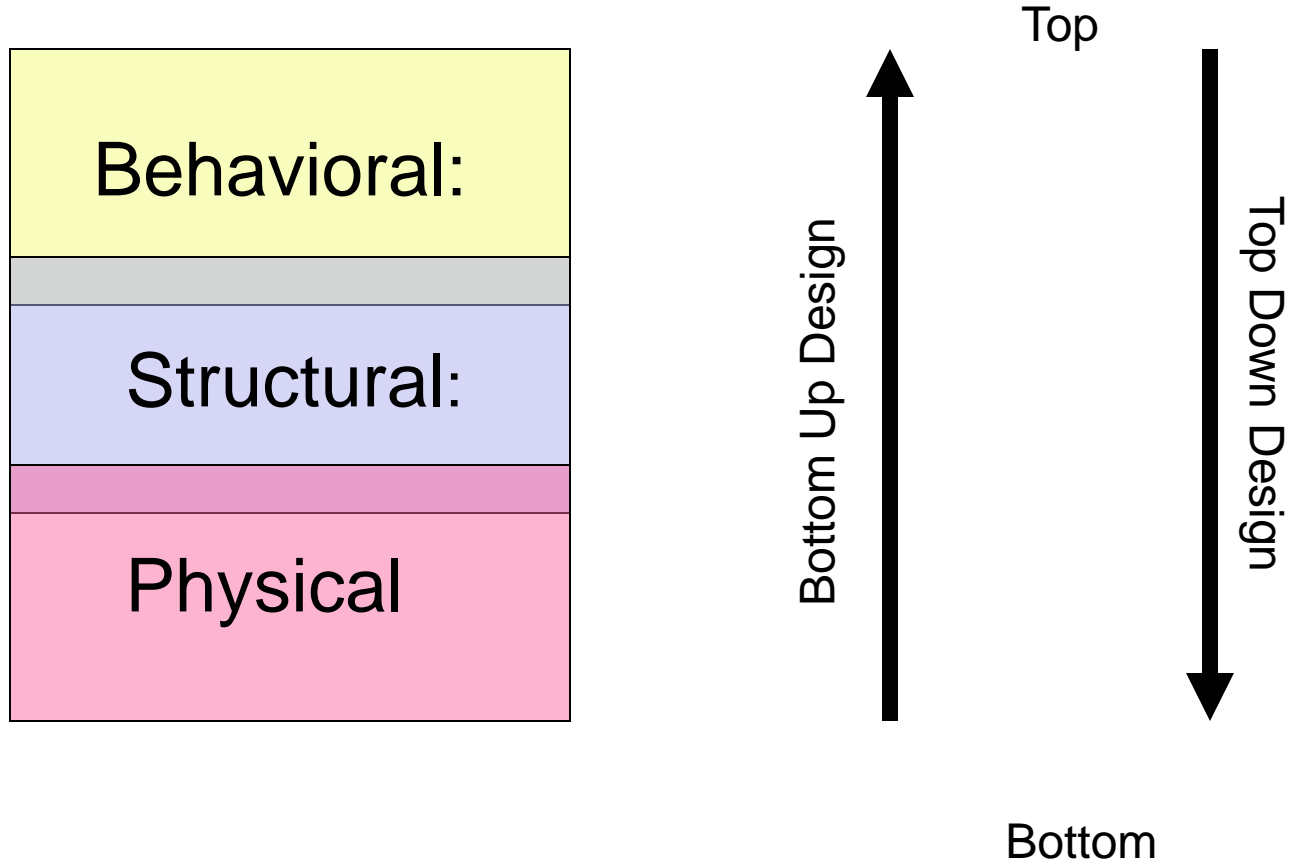 Top
Behavioral:
Structural:
Physical
Bottom Up Design
Top Down Design
Bottom